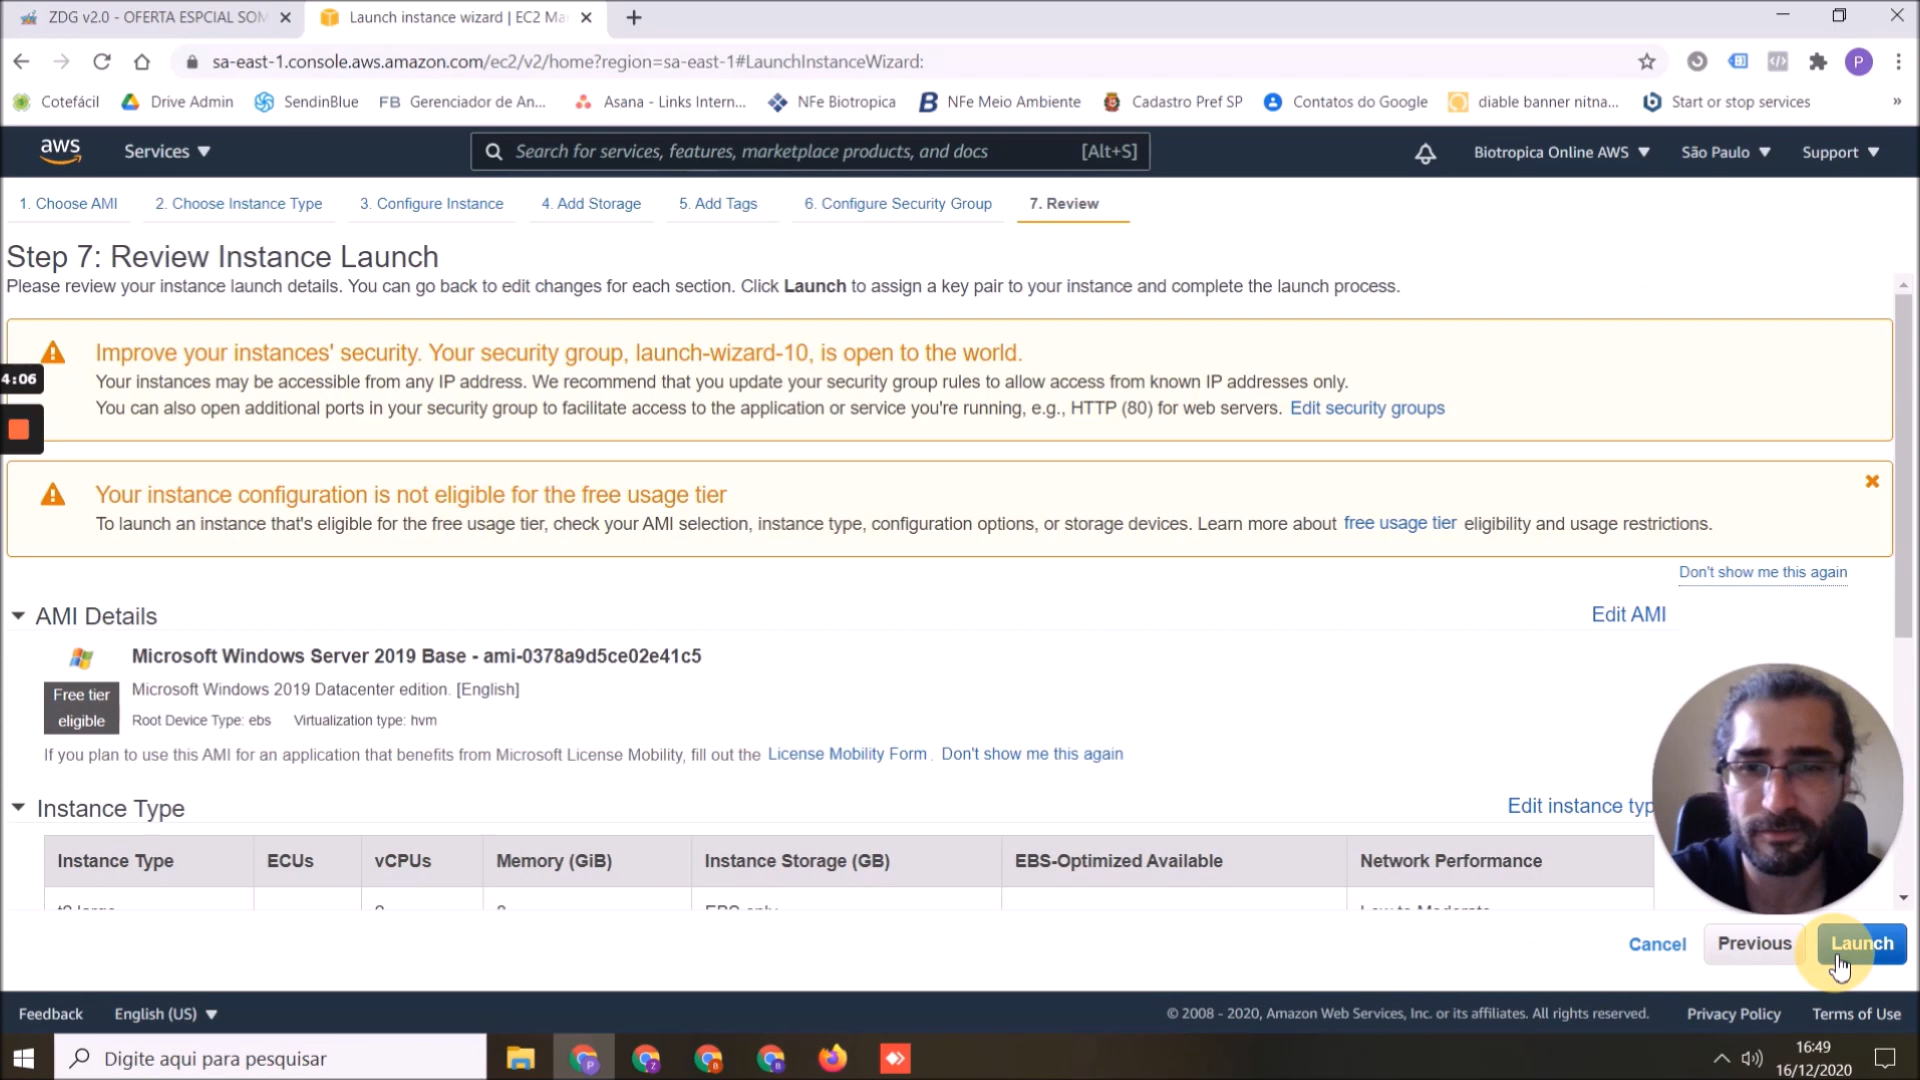 ZDG v2.0 - OFERTA ESPCIAL SOM
Launch instance wizard | EC2 Ma
sa-east-1.console.aws.amazon.com/ec2/v2/home?region=sa-east-1#LaunchInstanceWizard:
P
Cotefácil Drive Admin SendinBlue FB Gerenciador de An... Asana - Links Intern... NFe Biotropica NFe Meio Ambiente Cadastro Pref SP Contatos do Google diable banner nitna... Start or stop services »
aws Services Search for services, features, marketplace products, and docs [Alt+S] Biotropica Online AWS São Paulo Support
1. Choose AMI 2. Choose Instance Type 3. Configure Instance 4. Add Storage 5. Add Tags 6. Configure Security Group 7. Review
Step 7: Review Instance Launch
Please review your instance launch details. You can go back to edit changes for each section. Click Launch to assign a key pair to your instance and complete the launch process.
Improve your instances' security. Your security group, launch-wizard-10, is open to the world.
4:06
Your instances may be accessible from any IP address. We recommend that you update your security group rules to allow access from known IP addresses only.
You can also open additional ports in your security group to facilitate access to the application or service you're running, e.g., HTTP (80) for web servers. Edit security groups
Your instance configuration is not eligible for the free usage tier
To launch an instance that's eligible for the free usage tier, check your AMI selection, instance type, configuration options, or storage devices. Learn more about free usage tier eligibility and usage restrictions.
Don't show me this again
AMI Details Edit AMI
Microsoft Windows Server 2019 Base - ami-0378a9d5ce02e41c5
Free tier eligible
Microsoft Windows 2019 Datacenter edition. [English]
Root Device Type: ebs Virtualization type: hvm
If you plan to use this AMI for an application that benefits from Microsoft License Mobility, fill out the License Mobility Form . Don't show me this again
Instance Type Edit instance typ
Instance Type ECUs vCPUs Memory (GiB) Instance Storage (GB) EBS-Optimized Available Network Performance
Cancel Previous Launch
Feedback English (US) © 2008 - 2020, Amazon Web Services, Inc. or its affiliates. All rights reserved. Privacy Policy Terms of Use
Digite aqui para pesquisar
16:49
16/12/2020